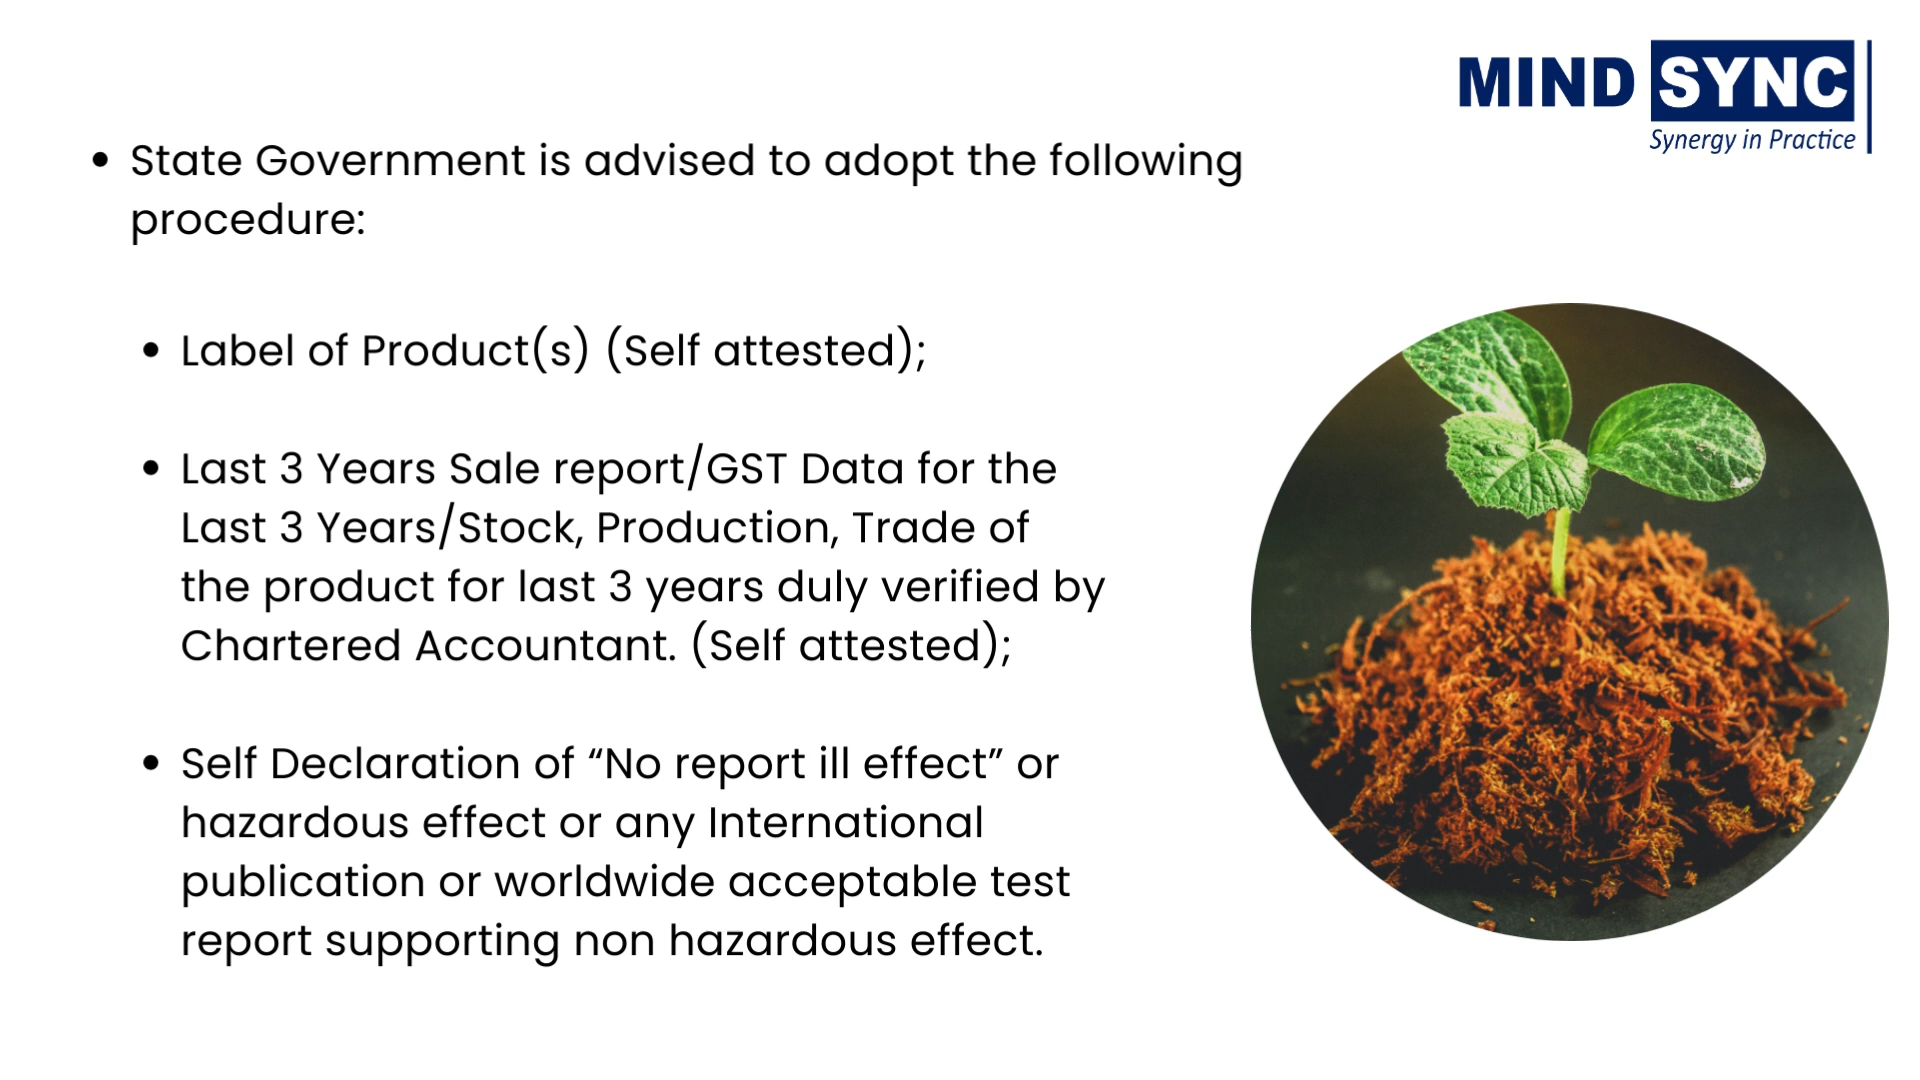 MIND SYNC
Synergy in Practice
• State Government is advised to adopt the following
procedure:
• Label of Product(s) (Self attested);
• Last 3 Years Sale report/GST Data for the
Last 3 Years/Stock, Production, Trade of
the product for last 3 years duly verified by
Chartered Accountant. (Self attested);
• Self Declaration of “No report ill effect” or
hazardous effect or any International
publication or worldwide acceptable test
report supporting non hazardous effect.